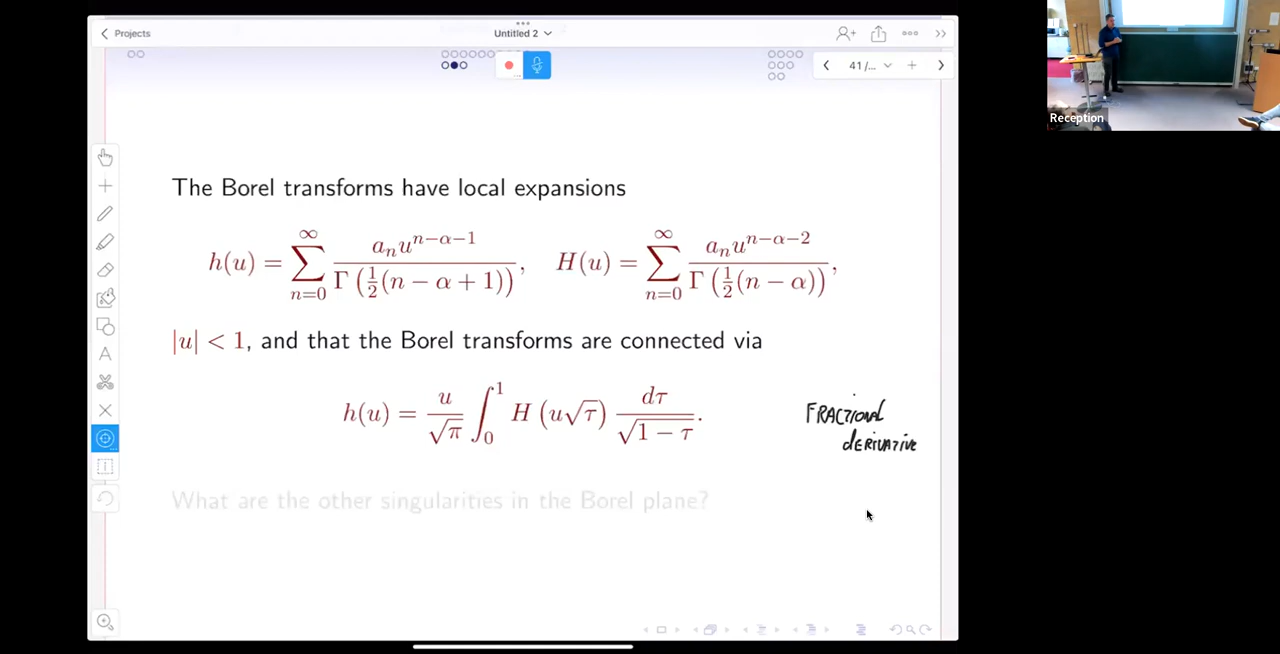 Projects
Untitled 2
41/...
Reception
The Borel transforms have local expansions
h(u) = ∑_{n=0}^{∞} a_n u^{n−α−1} / Γ(½(n − α + 1)), H(u) = ∑_{n=0}^{∞} a_n u^{n−α−2} / Γ(½(n − α)),
|u| < 1, and that the Borel transforms are connected via
h(u) = u/√π ∫_0^1 H(u√τ) dτ/√(1 − τ).
FRACTIONAL
dERIVATIVE
What are the other singularities in the Borel plane?